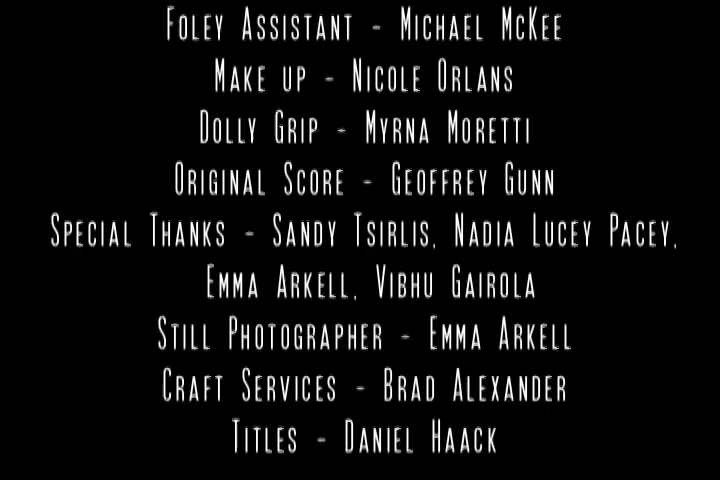 Foley Assistant - Michael McKee
Make up - Nicole Orlans
Dolly Grip - Myrna Moretti
Original Score - Geoffrey Gunn
Special Thanks - Sandy Tsirlis, Nadia Lucey Pacey,
Emma Arkell, Vibhu Gairola
Still Photographer - Emma Arkell
Craft Services - Brad Alexander
Titles - Daniel Haack